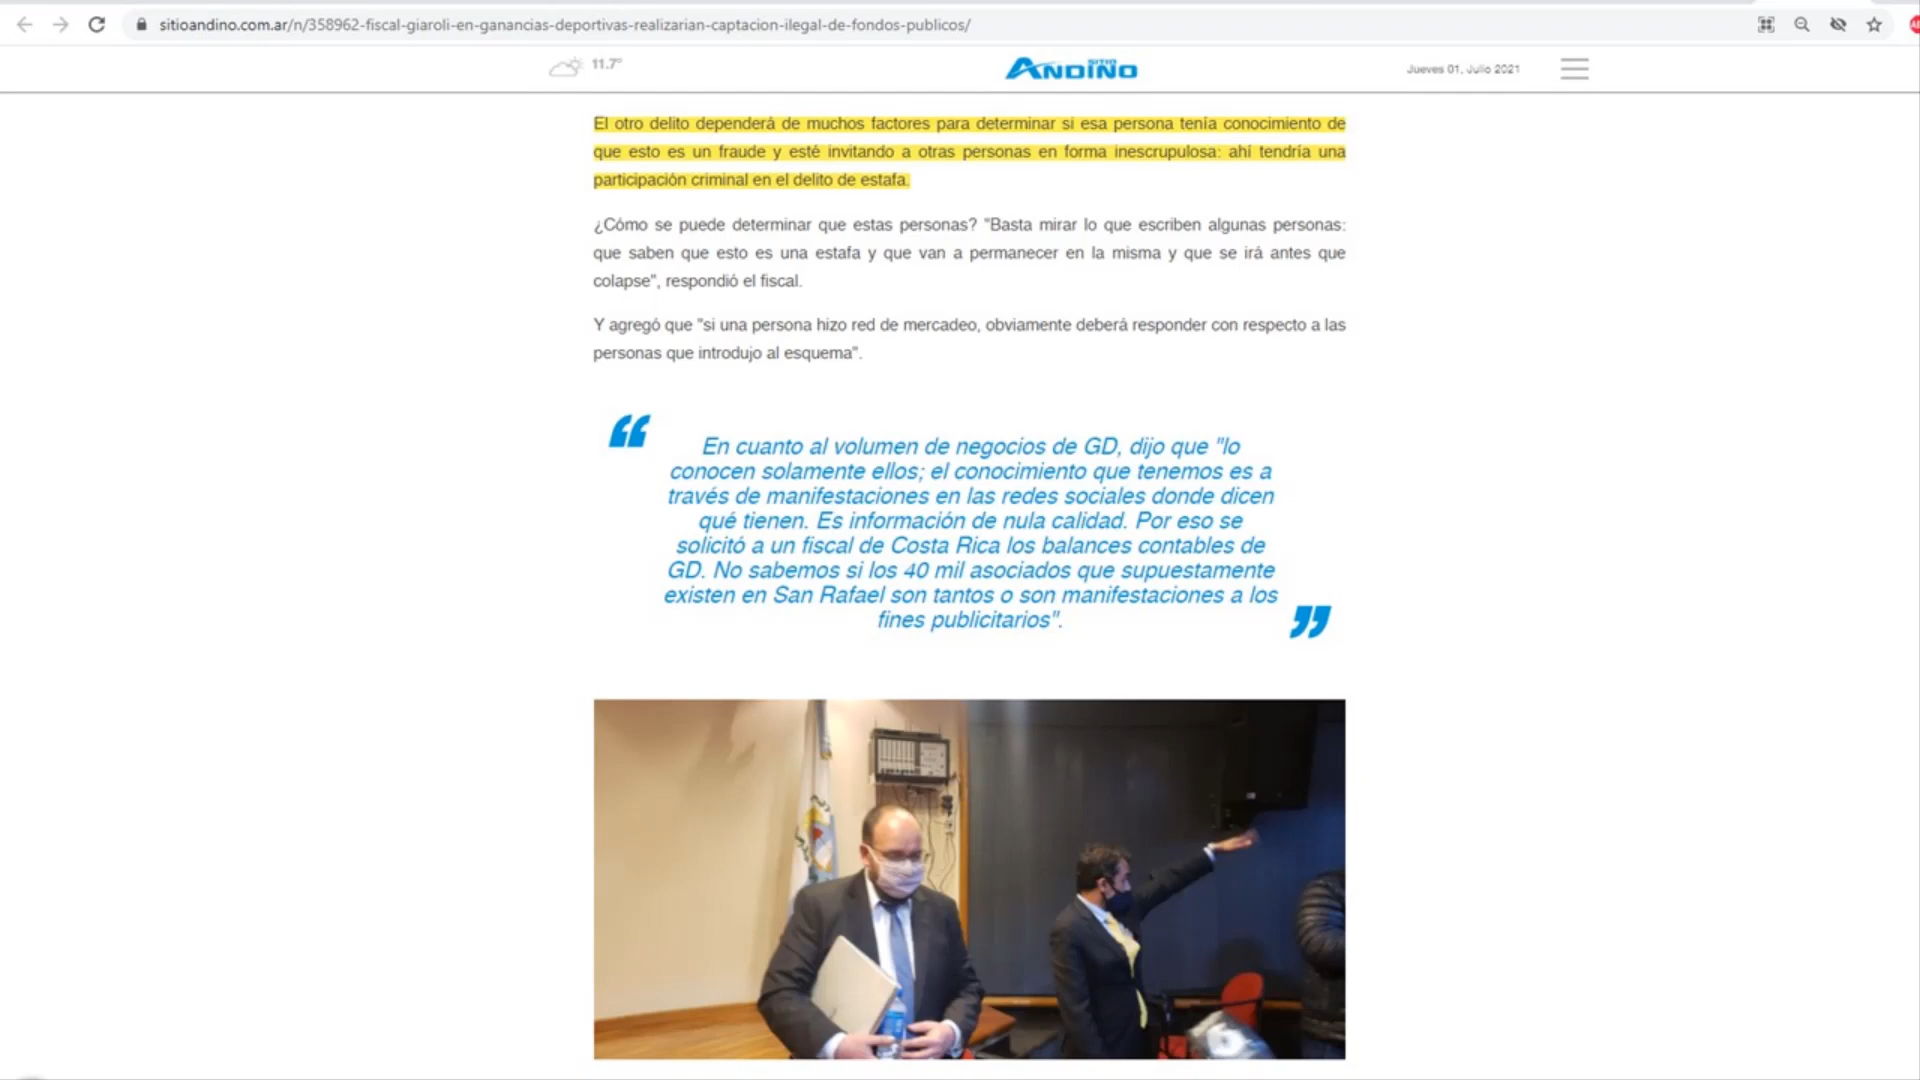 sitioandino.com.ar/n/358962-fiscal-giaroli-en-ganancias-deportivas-realizarian-captacion-ilegal-de-fondos-publicos/
11.7°
SITIO
ANDINO
Jueves 01, Julio 2021
El otro delito dependerá de muchos factores para determinar si esa persona tenía conocimiento de
que esto es un fraude y esté invitando a otras personas en forma inescrupulosa: ahí tendría una
participación criminal en el delito de estafa.
¿Cómo se puede determinar que estas personas? "Basta mirar lo que escriben algunas personas:
que saben que esto es una estafa y que van a permanecer en la misma y que se irá antes que
colapse", respondió el fiscal.
Y agregó que "si una persona hizo red de mercadeo, obviamente deberá responder con respecto a las
personas que introdujo al esquema".
“
En cuanto al volumen de negocios de GD, dijo que "lo
conocen solamente ellos; el conocimiento que tenemos es a
través de manifestaciones en las redes sociales donde dicen
qué tienen. Es información de nula calidad. Por eso se
solicitó a un fiscal de Costa Rica los balances contables de
GD. No sabemos si los 40 mil asociados que supuestamente
existen en San Rafael son tantos o son manifestaciones a los
fines publicitarios".
”